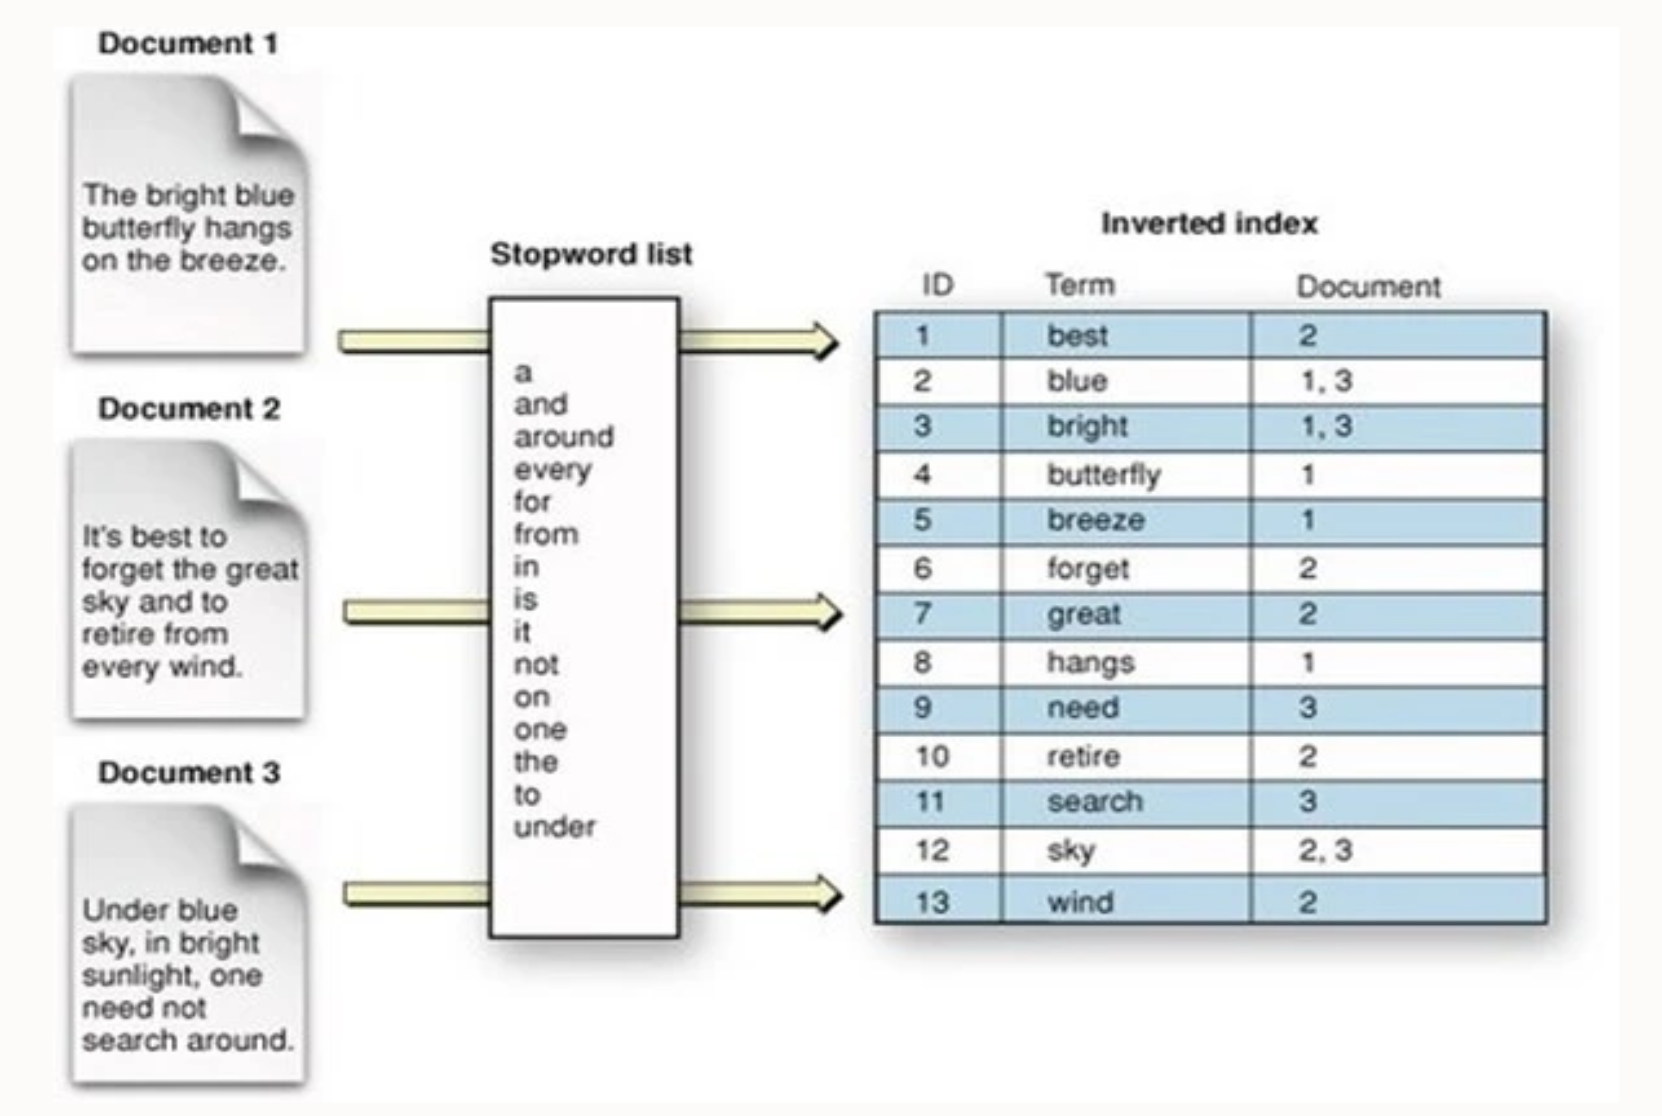 Document 1
The bright blue
butterfly hangs
on the breeze.
Document 2
It's best to
forget the great
sky and to
retire from
every wind.
Document 3
Under blue
sky, in bright
sunlight, one
need not
search around.
Stopword list
a
and
around
every
for
from
in
is
it
not
on
one
the
to
under
Inverted index
ID Term Document
1 best 2
2 blue 1, 3
3 bright 1, 3
4 butterfly 1
5 breeze 1
6 forget 2
7 great 2
8 hangs 1
9 need 3
10 retire 2
11 search 3
12 sky 2, 3
13 wind 2